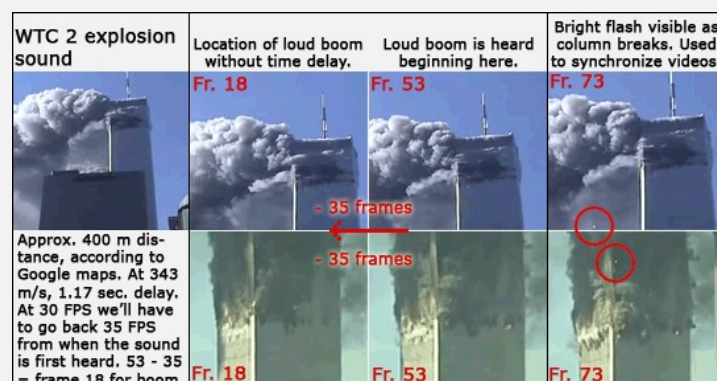 WTC 2 explosion
sound
Location of loud boom
without time delay.
Loud boom is heard
beginning here.
Bright flash visible as
column breaks. Used
to synchronize videos
Fr. 18
Fr. 53
Fr. 73
- 35 frames
- 35 frames
Approx. 400 m dis-
tance, according to
Google maps. At 343
m/s, 1.17 sec. delay.
At 30 FPS we'll have
to go back 35 FPS
from when the sound
is first heard. 53 - 35
= frame 18 for boom
Fr. 18
Fr. 53
Fr. 73